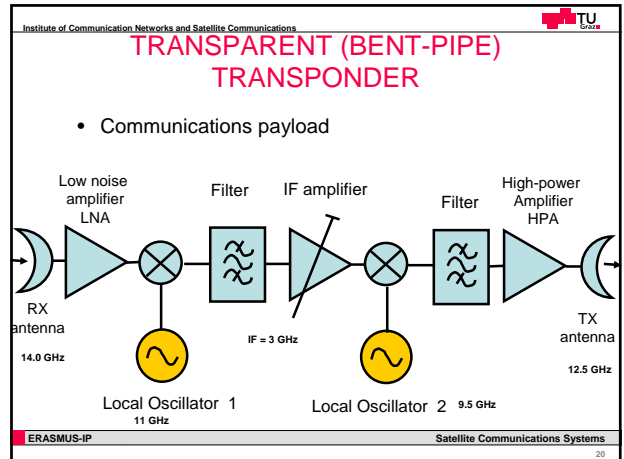 Institute of Communication Networks and Satellite Communications
TU
Graz
TRANSPARENT (BENT-PIPE)
TRANSPONDER
• Communications payload
Low noise
amplifier
LNA
Filter
IF amplifier
Filter
High-power
Amplifier
HPA
RX
antenna
14.0 GHz
IF = 3 GHz
TX
antenna
12.5 GHz
Local Oscillator 1
11 GHz
Local Oscillator 2 9.5 GHz
ERASMUS-IP
Satellite Communications Systems
20